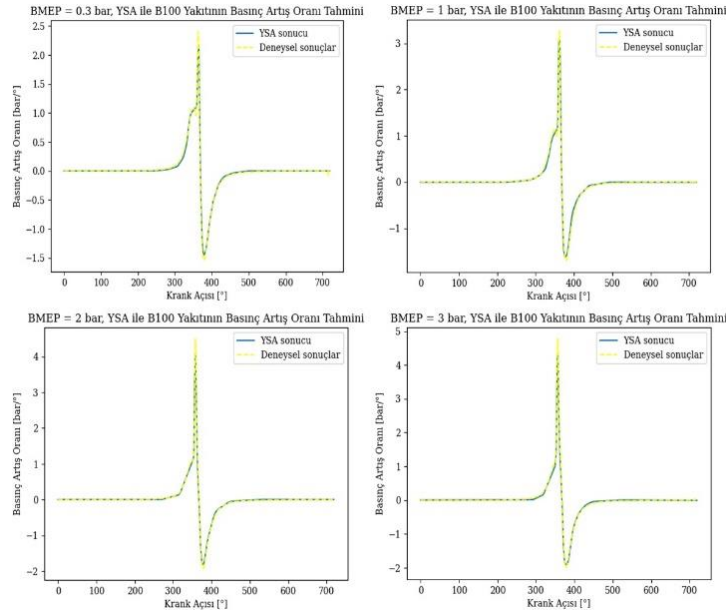 BMEP = 0.3 bar, YSA ile B100 Yakıtının Basınç Artış Oranı Tahmini
YSA sonucu
Deneysel sonuçlar
Basınç Artış Oranı [bar/°]
2.5
2.0
1.5
1.0
0.5
0.0
−0.5
−1.0
−1.5
0 100 200 300 400 500 600 700
Krank Açısı [°]
BMEP = 1 bar, YSA ile B100 Yakıtının Basınç Artış Oranı Tahmini
YSA sonucu
Deneysel sonuçlar
Basınç Artış Oranı [bar/°]
3
2
1
0
−1
0 100 200 300 400 500 600 700
Krank Açısı [°]
BMEP = 2 bar, YSA ile B100 Yakıtının Basınç Artış Oranı Tahmini
YSA sonucu
Deneysel sonuçlar
Basınç Artış Oranı [bar/°]
4
3
2
1
0
−1
−2
0 100 200 300 400 500 600 700
Krank Açısı [°]
BMEP = 3 bar, YSA ile B100 Yakıtının Basınç Artış Oranı Tahmini
YSA sonucu
Deneysel sonuçlar
Basınç Artış Oranı [bar/°]
5
4
3
2
1
0
−1
−2
0 100 200 300 400 500 600 700
Krank Açısı [°]